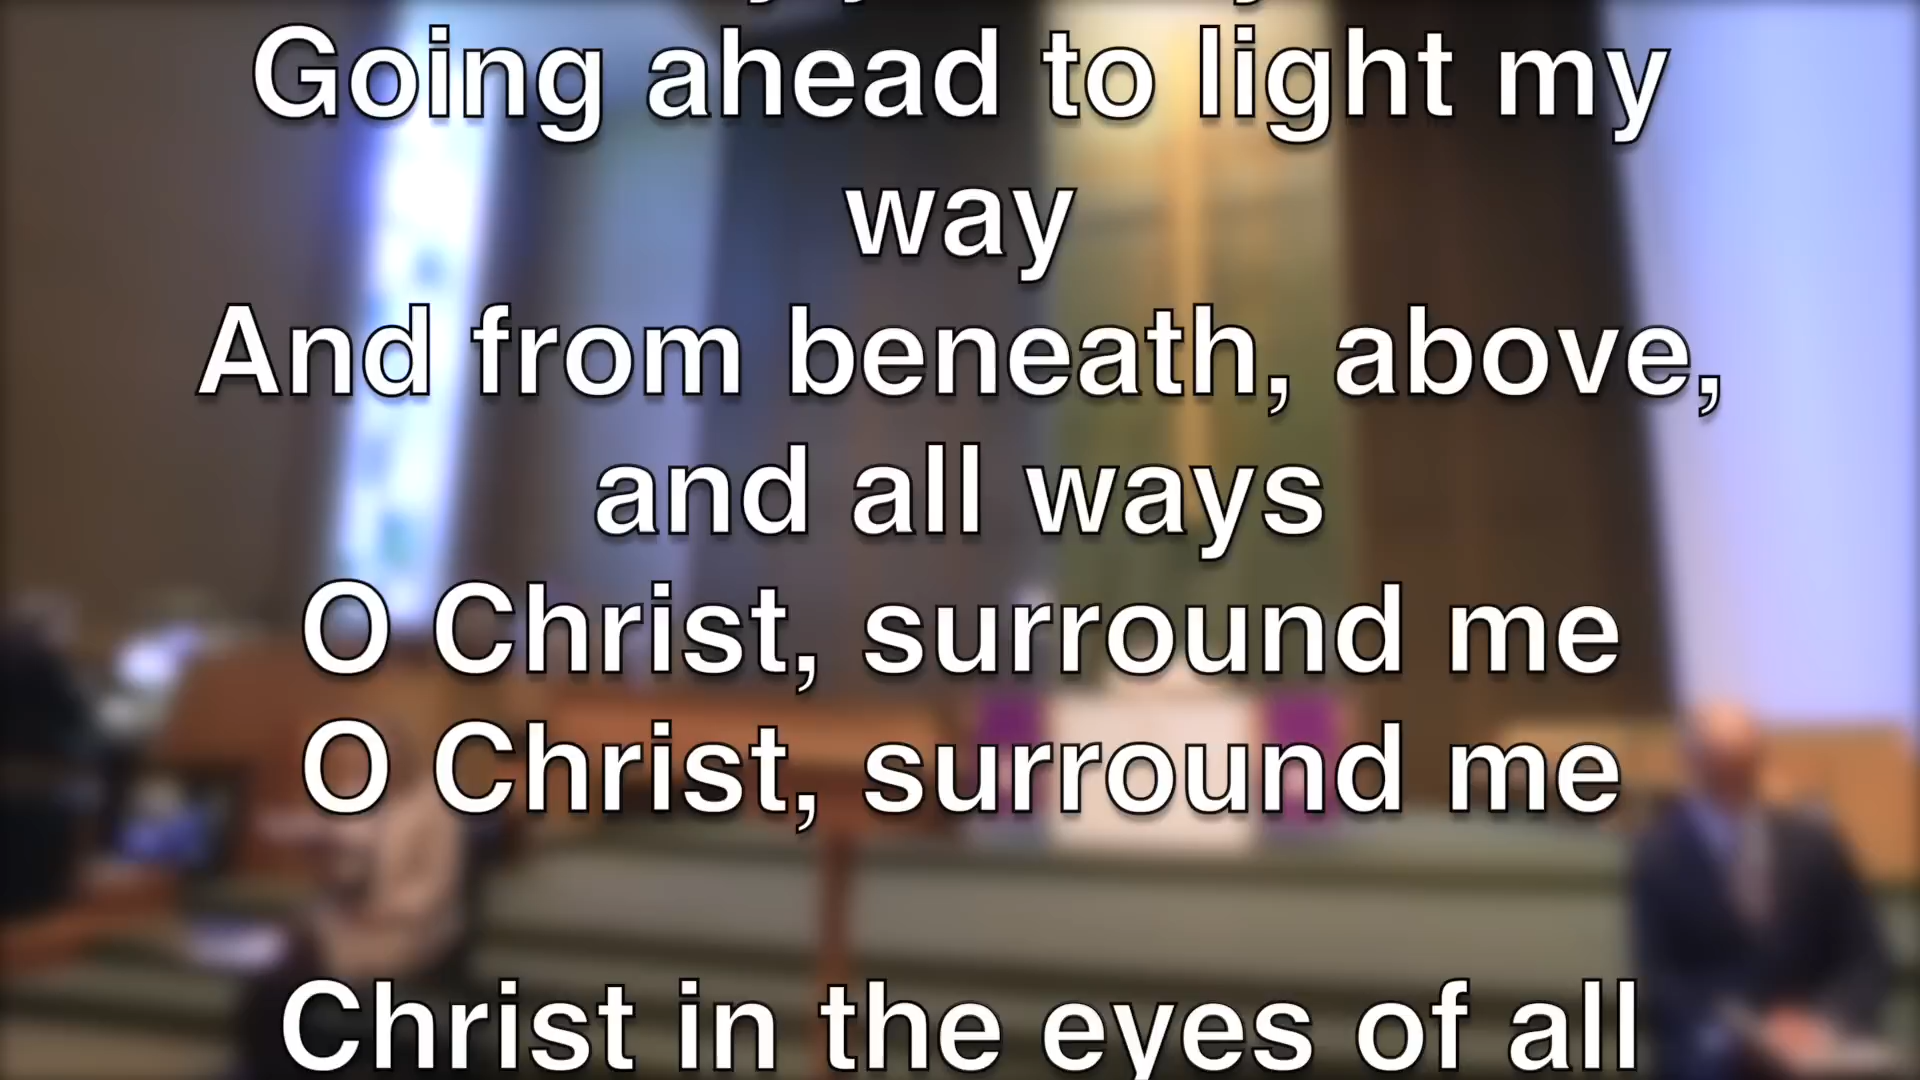 Going ahead to light my
way
And from beneath, above,
and all ways
O Christ, surround me
O Christ, surround me
Christ in the eyes of all